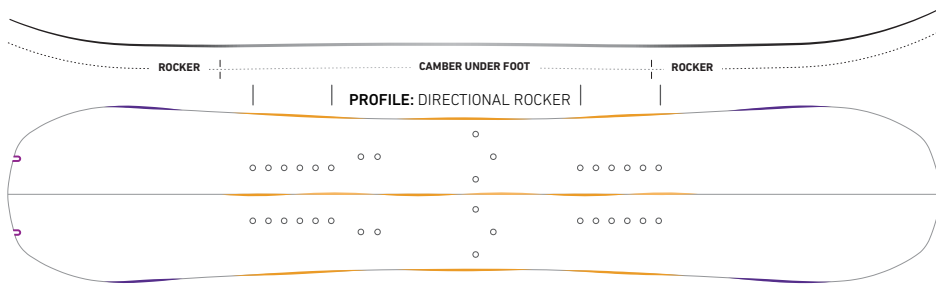 ROCKER
CAMBER UNDER FOOT
ROCKER
PROFILE: DIRECTIONAL ROCKER